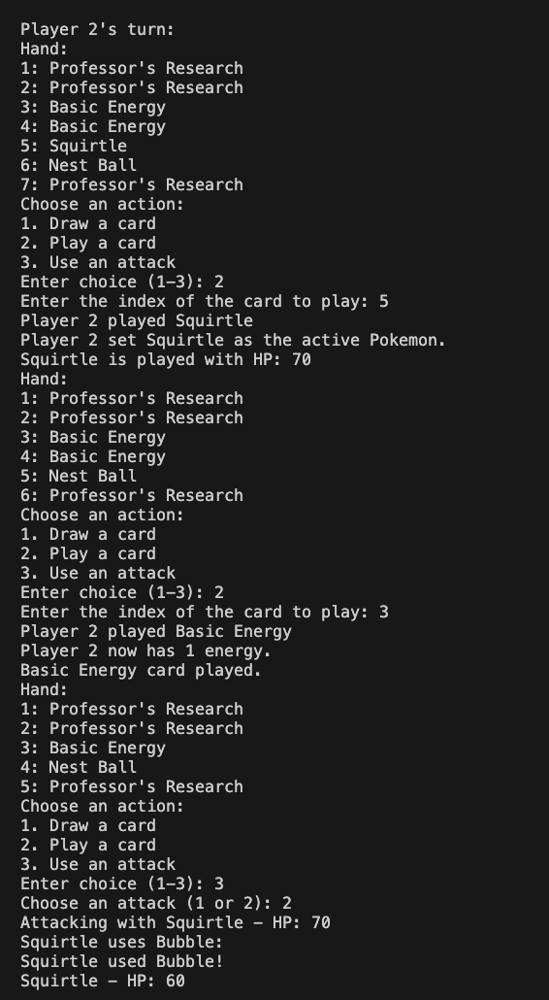 Player 2's turn:
Hand:
1: Professor's Research
2: Professor's Research
3: Basic Energy
4: Basic Energy
5: Squirtle
6: Nest Ball
7: Professor's Research
Choose an action:
1. Draw a card
2. Play a card
3. Use an attack
Enter choice (1-3): 2
Enter the index of the card to play: 5
Player 2 played Squirtle
Player 2 set Squirtle as the active Pokemon.
Squirtle is played with HP: 70
Hand:
1: Professor's Research
2: Professor's Research
3: Basic Energy
4: Basic Energy
5: Nest Ball
6: Professor's Research
Choose an action:
1. Draw a card
2. Play a card
3. Use an attack
Enter choice (1-3): 2
Enter the index of the card to play: 3
Player 2 played Basic Energy
Player 2 now has 1 energy.
Basic Energy card played.
Hand:
1: Professor's Research
2: Professor's Research
3: Basic Energy
4: Nest Ball
5: Professor's Research
Choose an action:
1. Draw a card
2. Play a card
3. Use an attack
Enter choice (1-3): 3
Choose an attack (1 or 2): 2
Attacking with Squirtle - HP: 70
Squirtle uses Bubble:
Squirtle used Bubble!
Squirtle - HP: 60